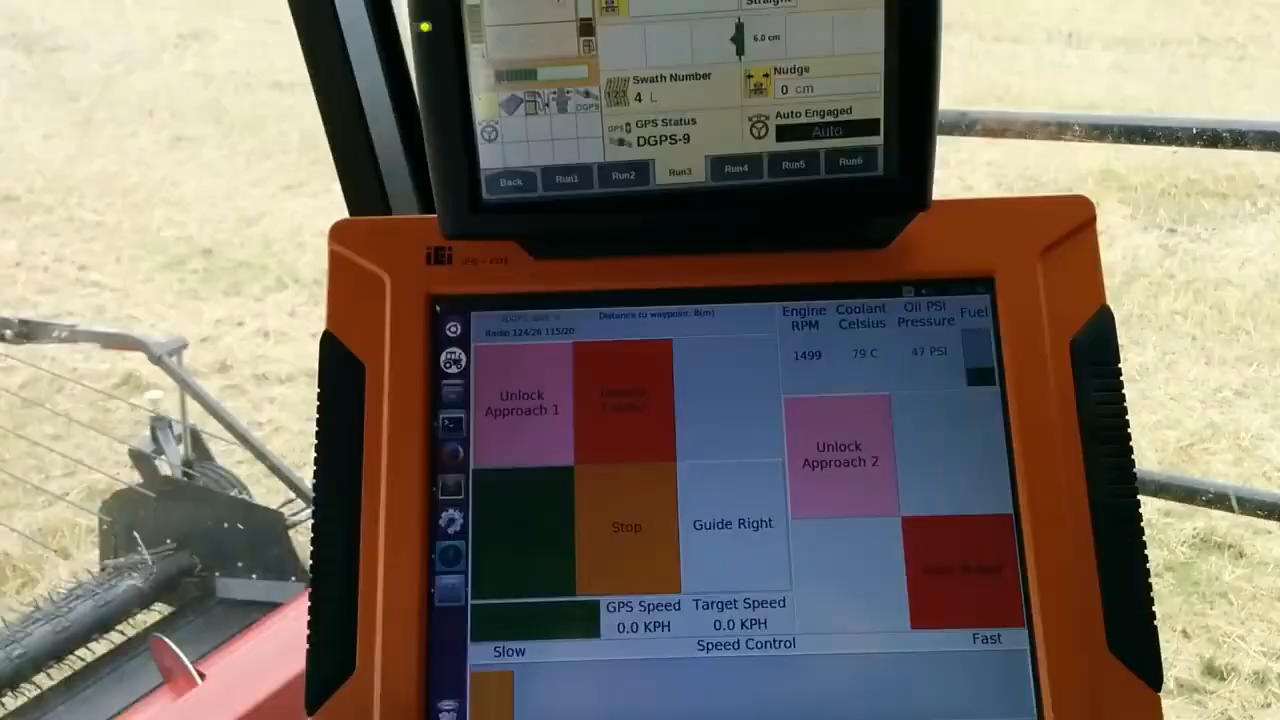 Straight
6.0 cm
Swath Number
4 L
Nudge
0 cm
GPS Status
DGPS-9
Auto Engaged
Auto
Back
Run1
Run2
Run3
Run4
Run5
Run6
iEi
Distance to waypoint: 8(m)
Radio 124/26 115/20
Engine RPM
Coolant Celsius
Oil PSI Pressure
Fuel
1499
79 C
47 PSI
Unlock
Approach 1
Unlock
Approach 2
Stop
Guide Right
GPS Speed
0.0 KPH
Target Speed
0.0 KPH
Slow
Speed Control
Fast